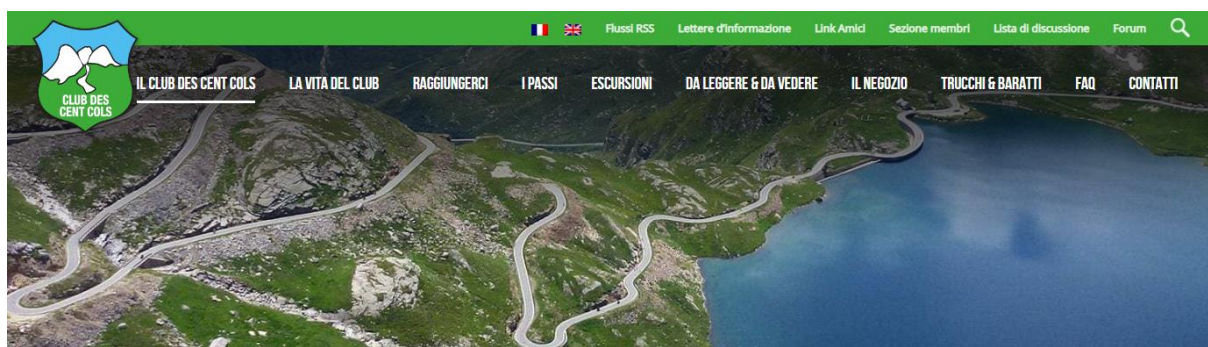 Flussi RSS Lettere d'informazione Link Amici Sezione membri Lista di discussione Forum
IL CLUB DES CENT COLS LA VITA DEL CLUB RAGGIUNGERCI I PASSI ESCURSIONI DA LEGGERE & DA VEDERE IL NEGOZIO TRUCCHI & BARATTI FAQ CONTATTI
CLUB DES
CENT COLS